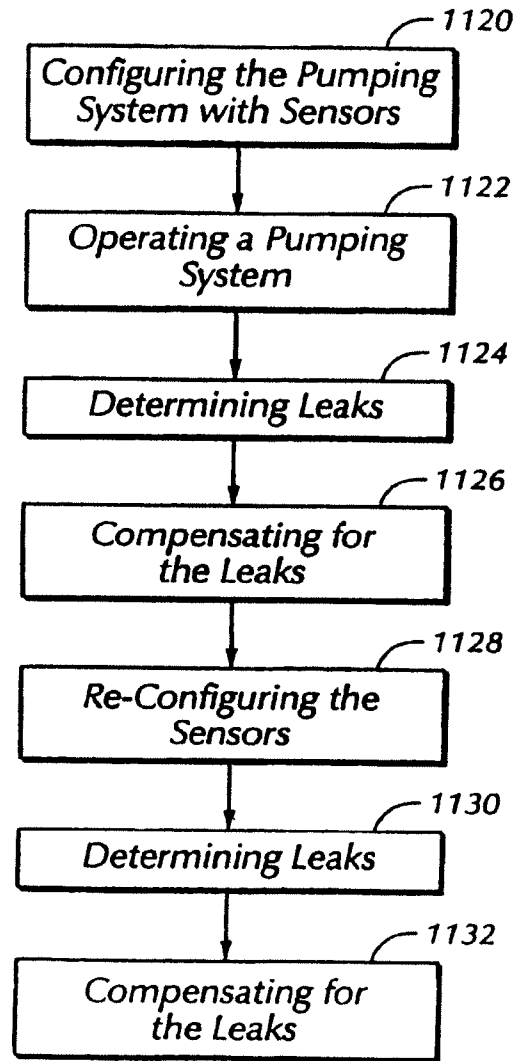 1120
Configuring the Pumping
System with Sensors
1122
Operating a Pumping
System
1124
Determining Leaks
1126
Compensating for
the Leaks
1128
Re-Configuring the
Sensors
1130
Determining Leaks
1132
Compensating for
the Leaks